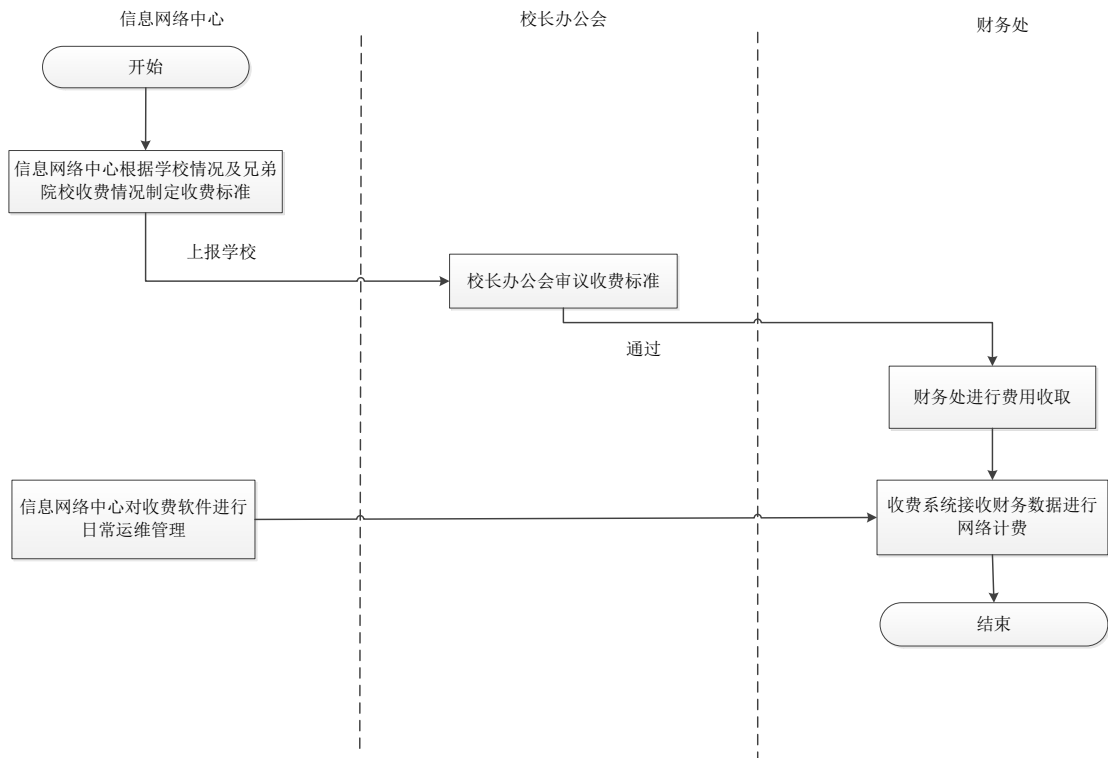 信息网络中心
校长办公会
财务处
开始
信息网络中心根据学校情况及兄弟
院校收费情况制定收费标准
上报学校
校长办公会审议收费标准
通过
财务处进行费用收取
信息网络中心对收费软件进行
日常运维管理
收费系统接收财务数据进行
网络计费
结束